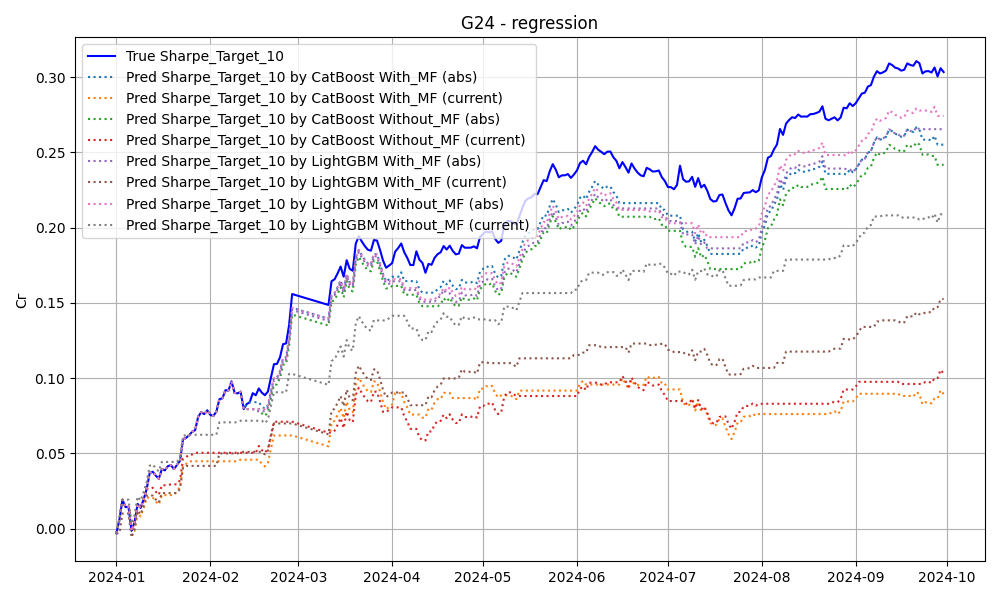 G24 - regression
True Sharpe_Target_10
Pred Sharpe_Target_10 by CatBoost With_MF (abs)
Pred Sharpe_Target_10 by CatBoost With_MF (current)
Pred Sharpe_Target_10 by CatBoost Without_MF (abs)
Pred Sharpe_Target_10 by CatBoost Without_MF (current)
Pred Sharpe_Target_10 by LightGBM With_MF (abs)
Pred Sharpe_Target_10 by LightGBM With_MF (current)
Pred Sharpe_Target_10 by LightGBM Without_MF (abs)
Pred Sharpe_Target_10 by LightGBM Without_MF (current)
Cr
0.30
0.25
0.20
0.15
0.10
0.05
0.00
2024-01 2024-02 2024-03 2024-04 2024-05 2024-06 2024-07 2024-08 2024-09 2024-10